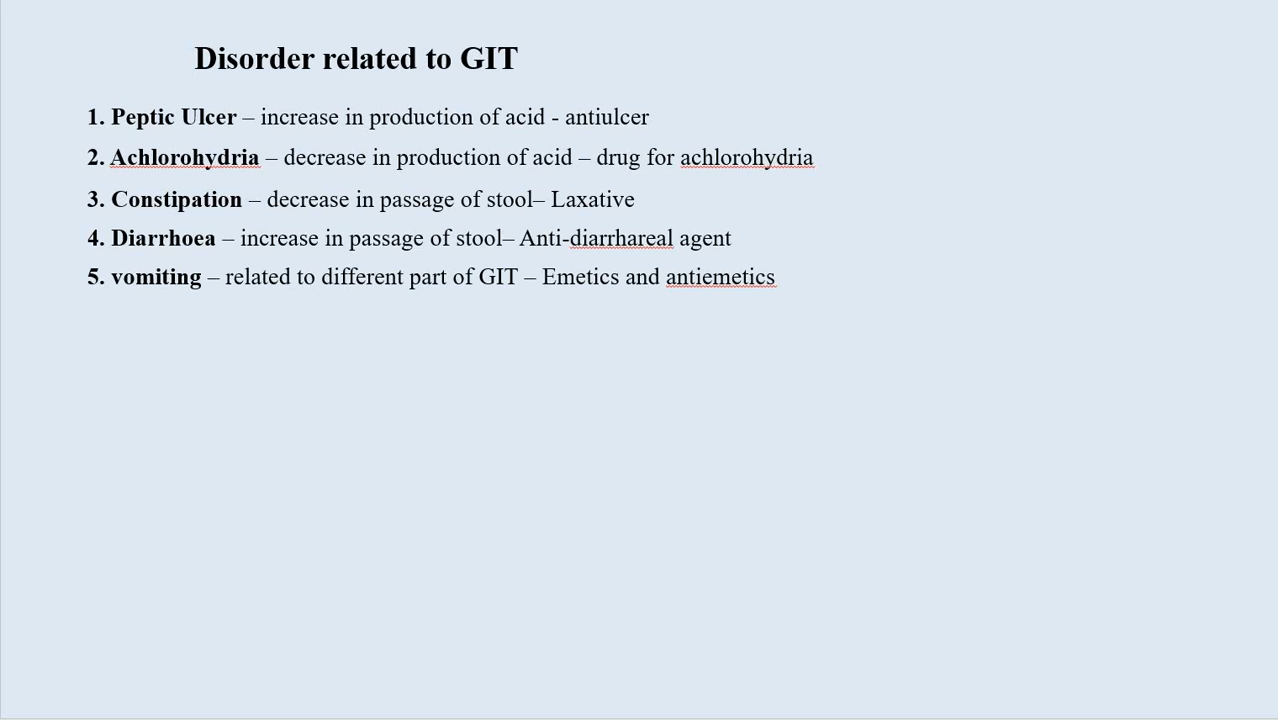 Disorder related to GIT
1. Peptic Ulcer – increase in production of acid - antiulcer
2. Achlorohydria – decrease in production of acid – drug for achlorohydria
3. Constipation – decrease in passage of stool– Laxative
4. Diarrhoea – increase in passage of stool– Anti-diarrhareal agent
5. vomiting – related to different part of GIT – Emetics and antiemetics